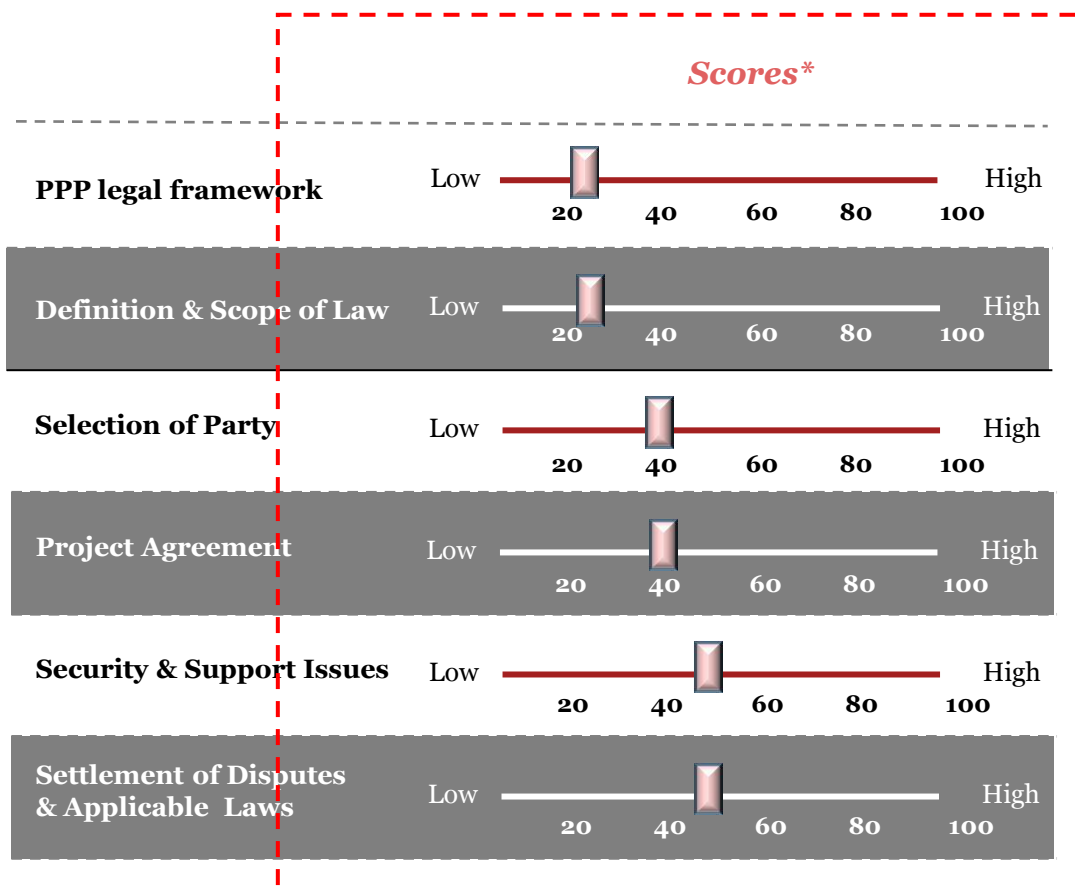 Scores*
PPP legal framework Low High
20 40 60 80 100
Definition & Scope of Law Low High
20 40 60 80 100
Selection of Party Low High
20 40 60 80 100
Project Agreement Low High
20 40 60 80 100
Security & Support Issues Low High
20 40 60 80 100
Settlement of Disputes
& Applicable Laws Low High
20 40 60 80 100